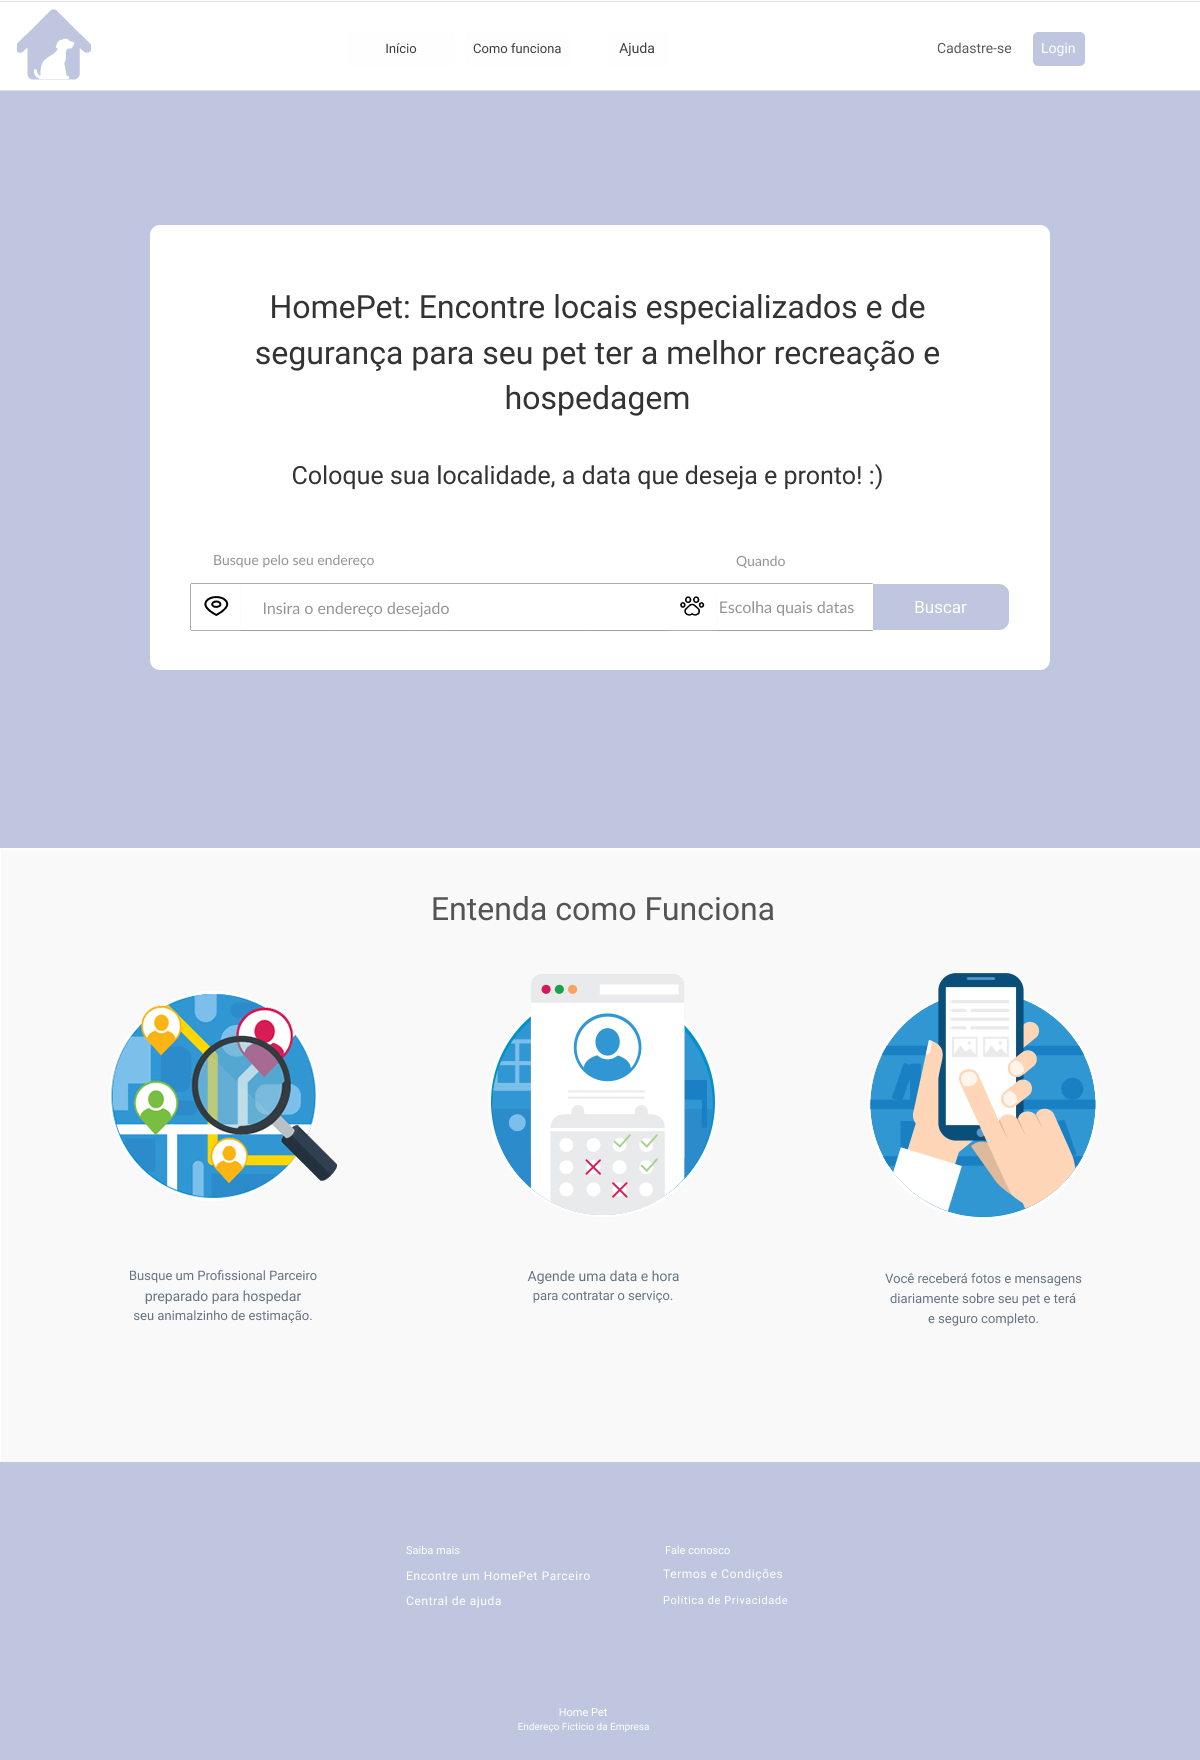 Início
Como funciona
Ajuda
Cadastre-se
Login
HomePet: Encontre locais especializados e de
segurança para seu pet ter a melhor recreação e
hospedagem
Coloque sua localidade, a data que deseja e pronto! :)
Busque pelo seu endereço
Quando
Insira o endereço desejado
Escolha quais datas
Buscar
Entenda como Funciona
Busque um Profissional Parceiro
preparado para hospedar
seu animalzinho de estimação.
Agende uma data e hora
para contratar o serviço.
Você receberá fotos e mensagens
diariamente sobre seu pet e terá
e seguro completo.
Saiba mais
Encontre um HomePet Parceiro
Central de ajuda
Fale conosco
Termos e Condições
Política de Privacidade
Home Pet
Endereço Ficticio da Empresa